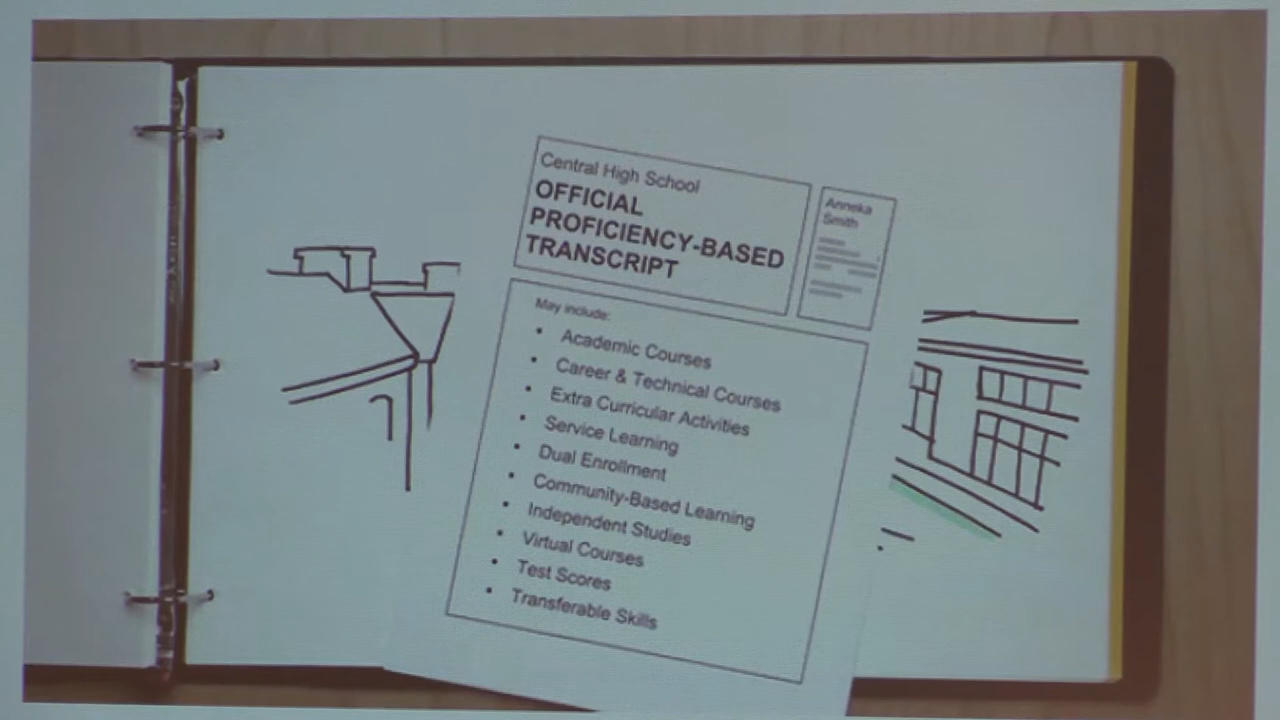 Central High School
OFFICIAL
PROFICIENCY-BASED
TRANSCRIPT
Anneka
Smith
May include:
• Academic Courses
• Career & Technical Courses
• Extra Curricular Activities
• Service Learning
• Dual Enrollment
• Community-Based Learning
• Independent Studies
• Virtual Courses
• Test Scores
• Transferable Skills